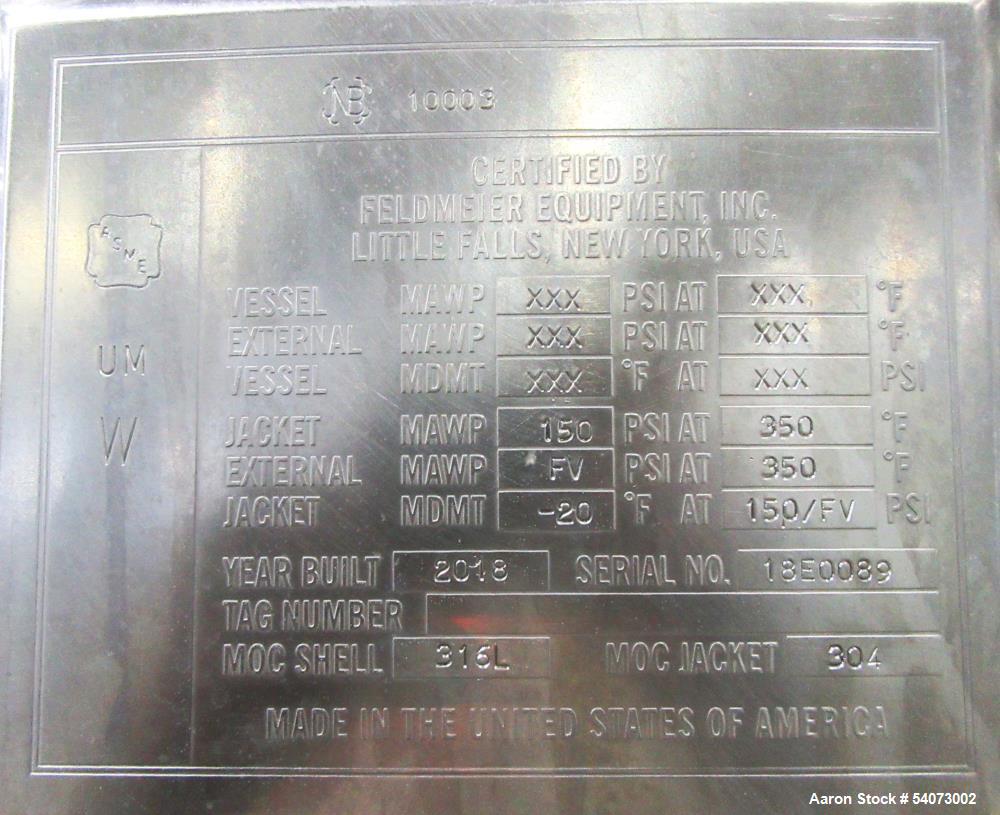 NB 10003
CERTIFIED BY
FELDMEIER EQUIPMENT, INC.
LITTLE FALLS, NEW YORK, USA
ASME
UM
W
VESSEL MAWP XXX PSI AT XXX °F
EXTERNAL MAWP XXX PSI AT XXX °F
VESSEL MDMT XXX °F AT XXX PSI
JACKET MAWP 150 PSI AT 350 °F
EXTERNAL MAWP FV PSI AT 350 °F
JACKET MDMT -20 °F AT 150/FV PSI
YEAR BUILT 2018 SERIAL NO. 18E0089
TAG NUMBER
MOC SHELL 316L MOC JACKET 304
MADE IN THE UNITED STATES OF AMERICA
Aaron Stock # 54073002